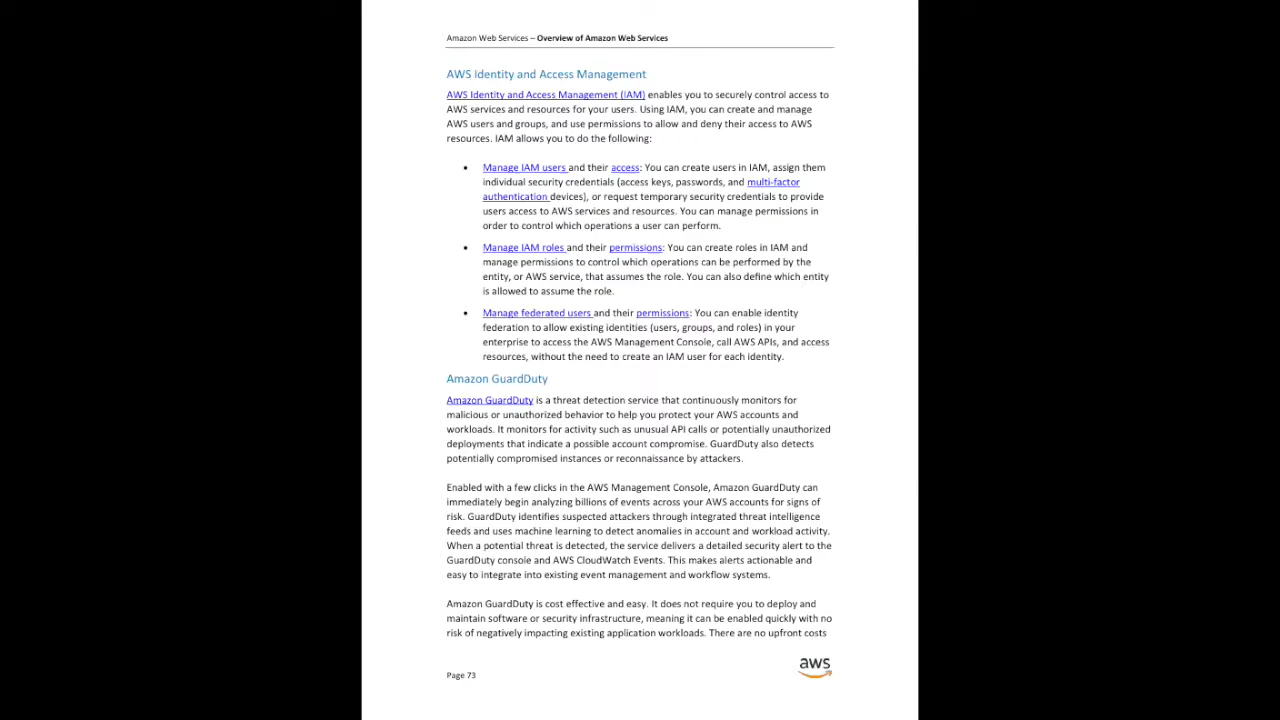 Amazon Web Services – Overview of Amazon Web Services
AWS Identity and Access Management
AWS Identity and Access Management (IAM) enables you to securely control access to
AWS services and resources for your users. Using IAM, you can create and manage
AWS users and groups, and use permissions to allow and deny their access to AWS
resources. IAM allows you to do the following:
• Manage IAM users and their access: You can create users in IAM, assign them
individual security credentials (access keys, passwords, and multi-factor
authentication devices), or request temporary security credentials to provide
users access to AWS services and resources. You can manage permissions in
order to control which operations a user can perform.
• Manage IAM roles and their permissions: You can create roles in IAM and
manage permissions to control which operations can be performed by the
entity, or AWS service, that assumes the role. You can also define which entity
is allowed to assume the role.
• Manage federated users and their permissions: You can enable identity
federation to allow existing identities (users, groups, and roles) in your
enterprise to access the AWS Management Console, call AWS APIs, and access
resources, without the need to create an IAM user for each identity.
Amazon GuardDuty
Amazon GuardDuty is a threat detection service that continuously monitors for
malicious or unauthorized behavior to help you protect your AWS accounts and
workloads. It monitors for activity such as unusual API calls or potentially unauthorized
deployments that indicate a possible account compromise. GuardDuty also detects
potentially compromised instances or reconnaissance by attackers.
Enabled with a few clicks in the AWS Management Console, Amazon GuardDuty can
immediately begin analyzing billions of events across your AWS accounts for signs of
risk. GuardDuty identifies suspected attackers through integrated threat intelligence
feeds and uses machine learning to detect anomalies in account and workload activity.
When a potential threat is detected, the service delivers a detailed security alert to the
GuardDuty console and AWS CloudWatch Events. This makes alerts actionable and
easy to integrate into existing event management and workflow systems.
Amazon GuardDuty is cost effective and easy. It does not require you to deploy and
maintain software or security infrastructure, meaning it can be enabled quickly with no
risk of negatively impacting existing application workloads. There are no upfront costs
aws
Page 73